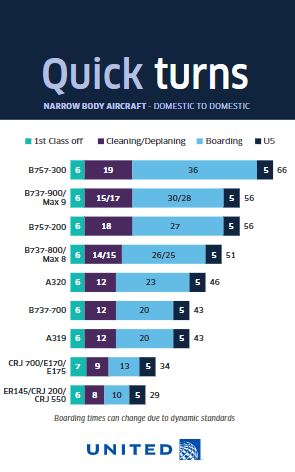 Quick turns
NARROW BODY AIRCRAFT - DOMESTIC TO DOMESTIC
1st Class off Cleaning/Deplaning Boarding U5
B757-300 6 19 36 5 66
B737-900/
Max 9 6 15/17 30/28 5 56
B757-200 6 18 27 5 56
B737-800/
Max 8 6 14/15 26/25 5 51
A320 6 12 23 5 46
B737-700 6 12 20 5 43
A319 6 12 20 5 43
CRJ 700/E170/
E175 7 9 13 5 34
ER145/CRJ 200/
CRJ 550 6 8 10 5 29
Boarding times can change due to dynamic standards
UNITED